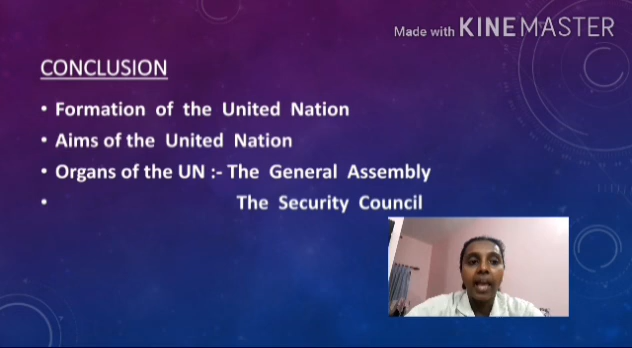 Made with KINEMASTER
CONCLUSION
• Formation of the United Nation
• Aims of the United Nation
• Organs of the UN :- The General Assembly
• The Security Council